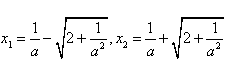 x₁ = 1/a − √(2 + 1/a²), x₂ = 1/a + √(2 + 1/a²)